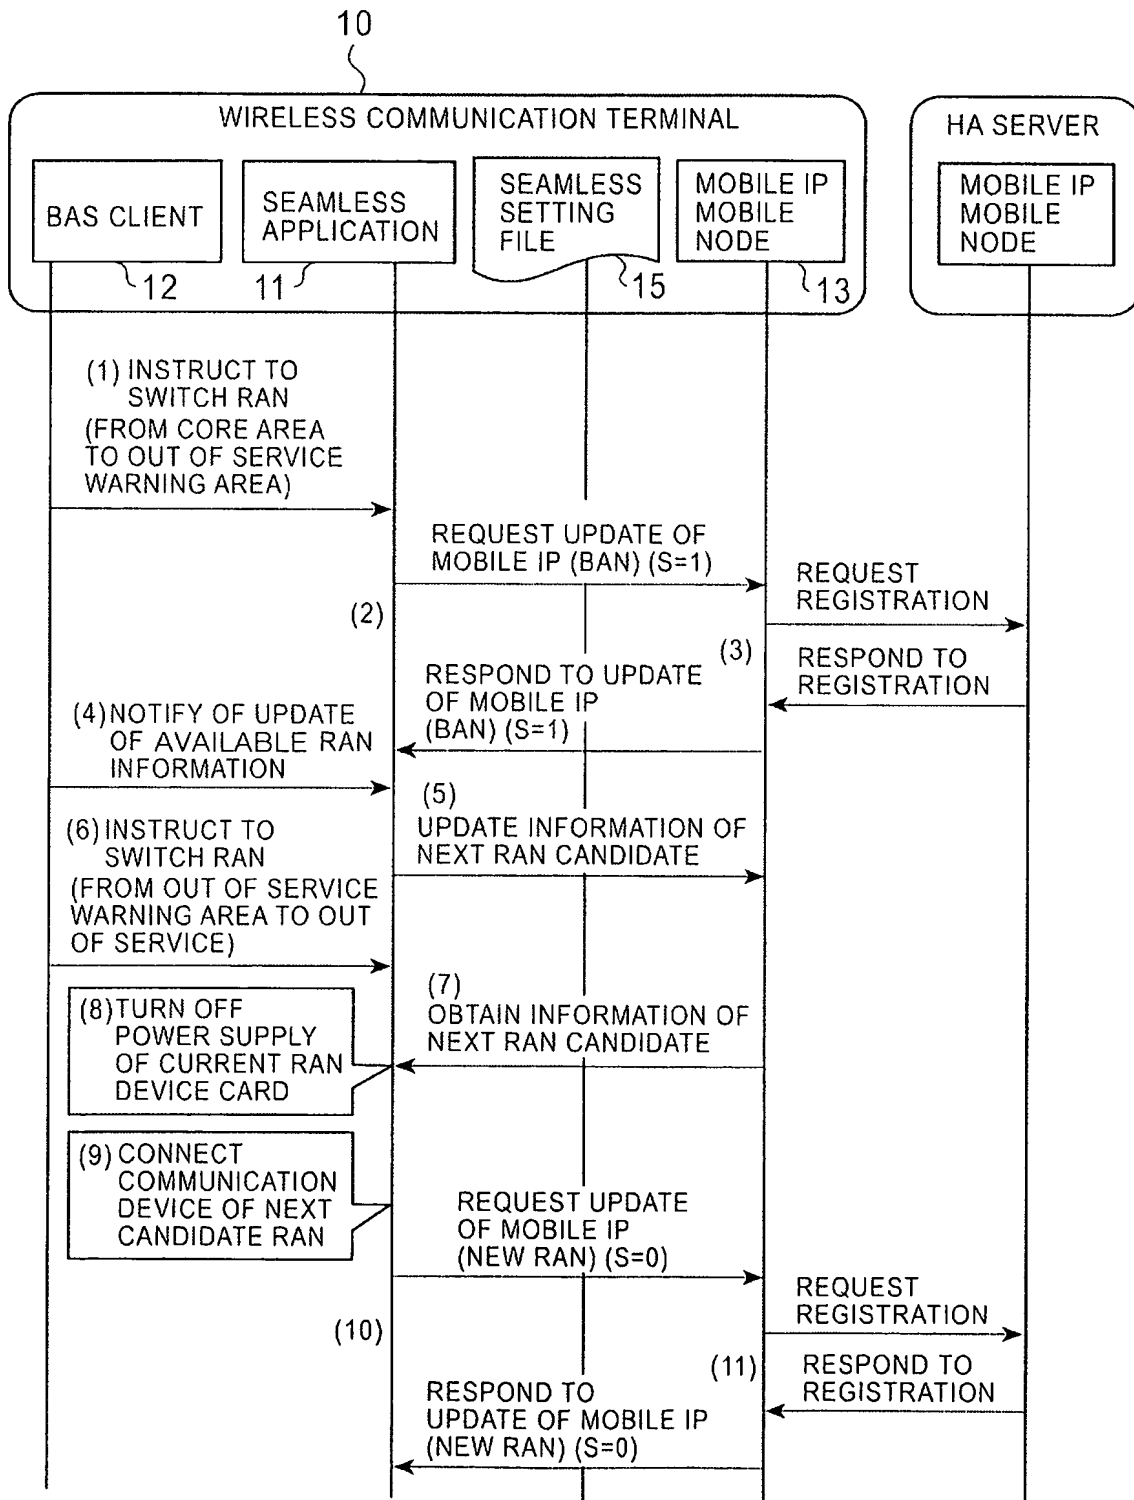 10
WIRELESS COMMUNICATION TERMINAL
HA SERVER
BAS CLIENT
SEAMLESS
APPLICATION
SEAMLESS
SETTING
FILE
MOBILE IP
MOBILE
NODE
MOBILE IP
MOBILE
NODE
12
11
15
13
(1) INSTRUCT TO
SWITCH RAN
(FROM CORE AREA
TO OUT OF SERVICE
WARNING AREA)
REQUEST UPDATE OF
MOBILE IP (BAN) (S=1)
(2)
REQUEST
REGISTRATION
(3)
RESPOND TO
REGISTRATION
RESPOND TO UPDATE
OF MOBILE IP
(BAN) (S=1)
(4) NOTIFY OF UPDATE
OF AVAILABLE RAN
INFORMATION
(5)
UPDATE INFORMATION OF
NEXT RAN CANDIDATE
(6) INSTRUCT TO
SWITCH RAN
(FROM OUT OF SERVICE
WARNING AREA TO OUT
OF SERVICE)
(7)
OBTAIN INFORMATION OF
NEXT RAN CANDIDATE
(8) TURN OFF
POWER SUPPLY
OF CURRENT RAN
DEVICE CARD
(9) CONNECT
COMMUNICATION
DEVICE OF NEXT
CANDIDATE RAN
REQUEST UPDATE
OF MOBILE IP
(NEW RAN) (S=0)
(10)
REQUEST
REGISTRATION
(11)
RESPOND TO
REGISTRATION
RESPOND TO
UPDATE OF MOBILE IP
(NEW RAN) (S=0)